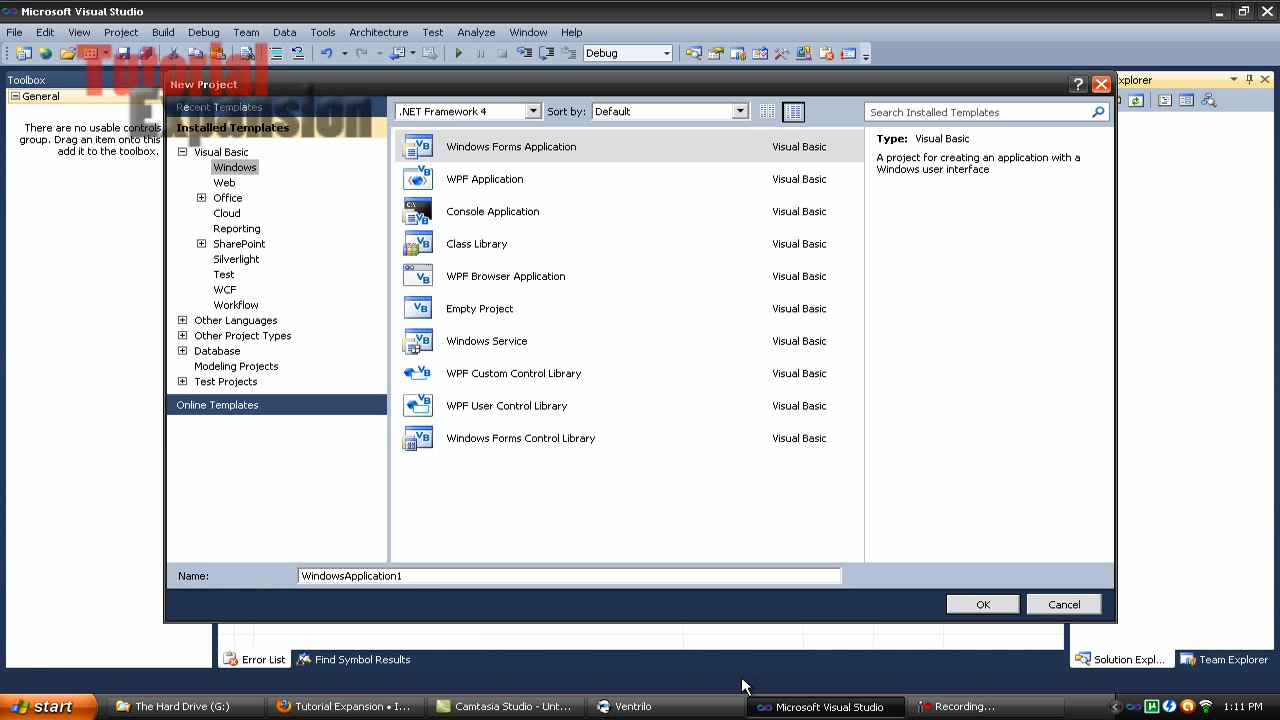 Microsoft Visual Studio
File Edit View Project Build Debug Team Data Tools Architecture Test Analyze Window Help
Debug
Toolbox
General
There are no usable controls
group. Drag an item onto this
add it to the toolbox.
Tutorial
Expansion
New Project
Recent Templates
Installed Templates
Visual Basic
Windows
Web
Office
Cloud
Reporting
SharePoint
Silverlight
Test
WCF
Workflow
Other Languages
Other Project Types
Database
Modeling Projects
Test Projects
Online Templates
.NET Framework 4 Sort by: Default
Search Installed Templates
Windows Forms Application Visual Basic
WPF Application Visual Basic
Console Application Visual Basic
Class Library Visual Basic
WPF Browser Application Visual Basic
Empty Project Visual Basic
Windows Service Visual Basic
WPF Custom Control Library Visual Basic
WPF User Control Library Visual Basic
Windows Forms Control Library Visual Basic
Type: Visual Basic
A project for creating an application with a
Windows user interface
Name: WindowsApplication1
OK Cancel
xplorer
Error List Find Symbol Results
Solution Expl... Team Explorer
start The Hard Drive (G:) Tutorial Expansion • I... Camtasia Studio - Unt... Ventrilo Microsoft Visual Studio Recording... 1:11 PM